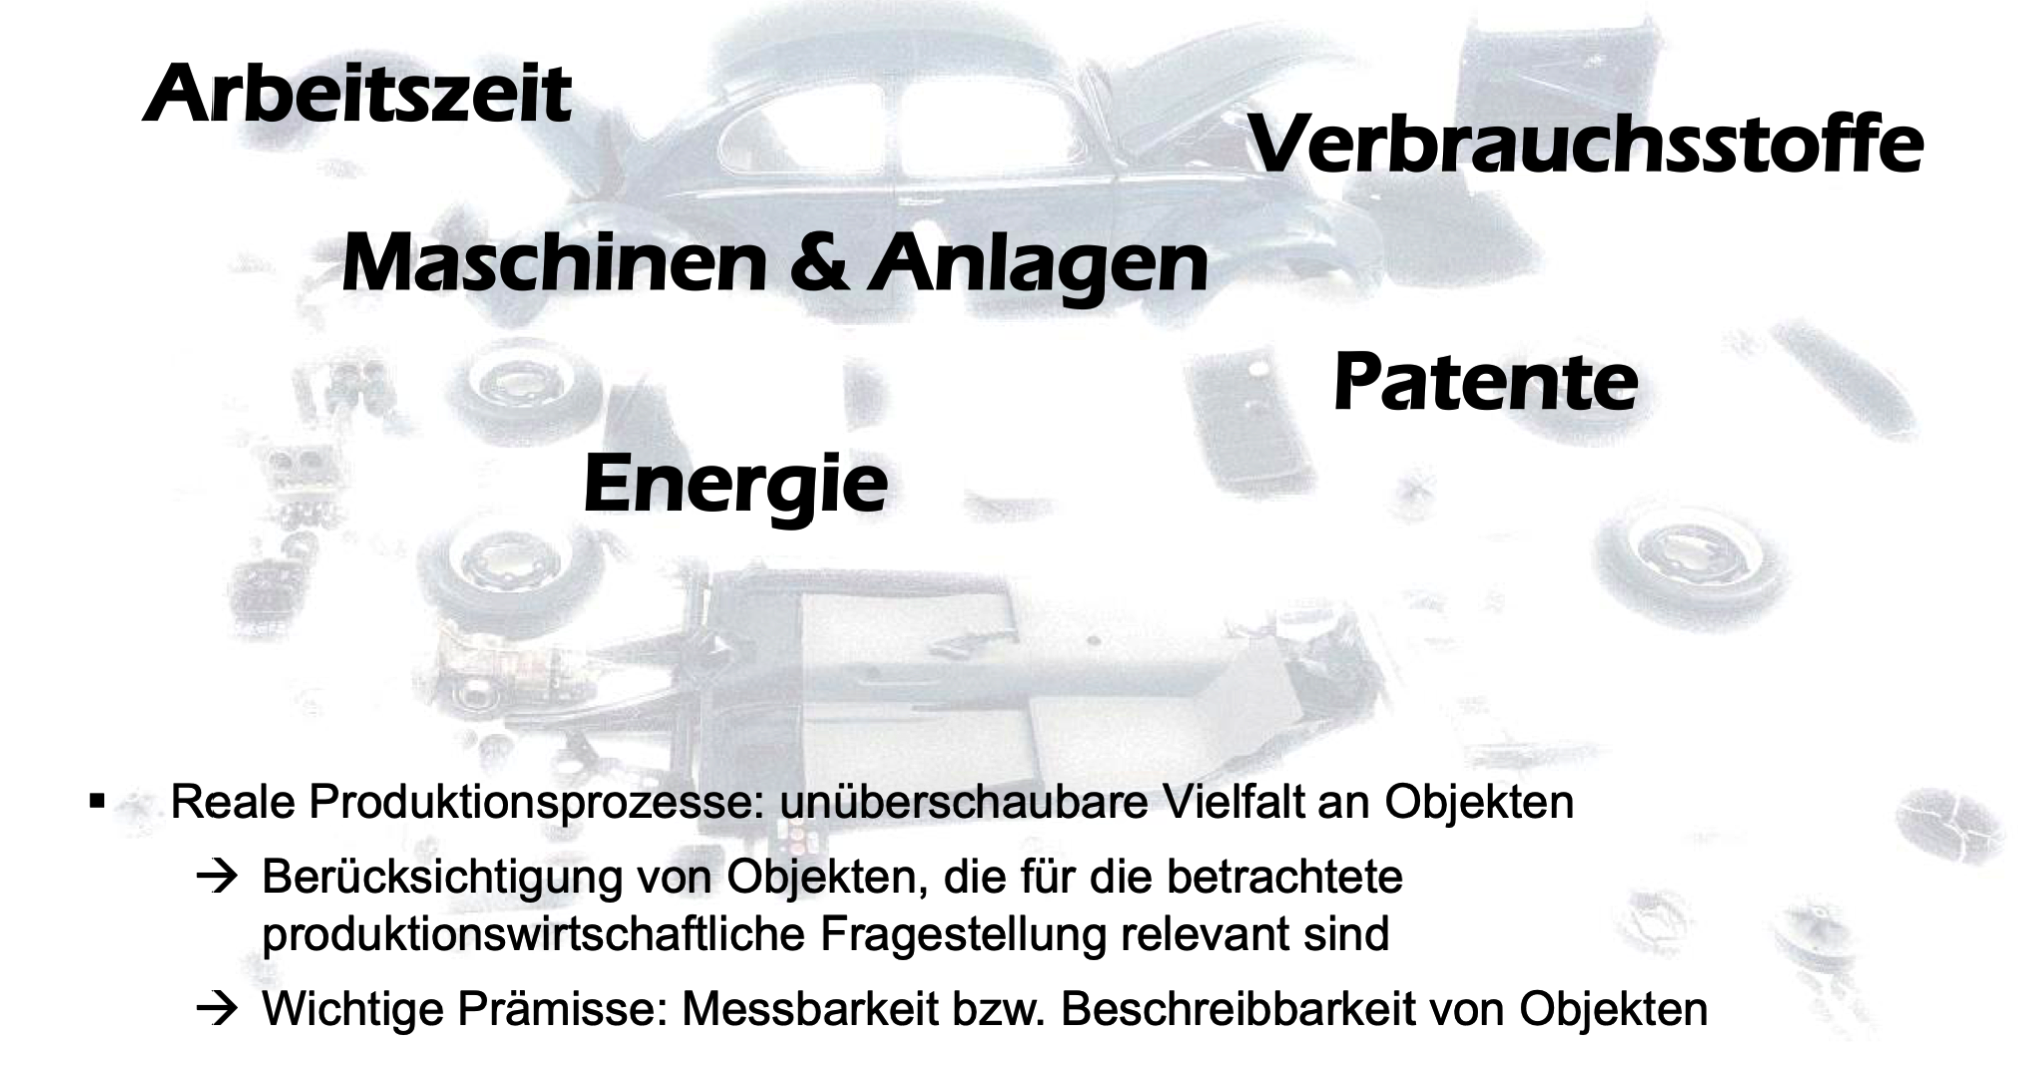 Arbeitszeit
Verbrauchsstoffe
Maschinen & Anlagen
Patente
Energie
▪ Reale Produktionsprozesse: unüberschaubare Vielfalt an Objekten
→ Berücksichtigung von Objekten, die für die betrachtete
produktionswirtschaftliche Fragestellung relevant sind
→ Wichtige Prämisse: Messbarkeit bzw. Beschreibbarkeit von Objekten